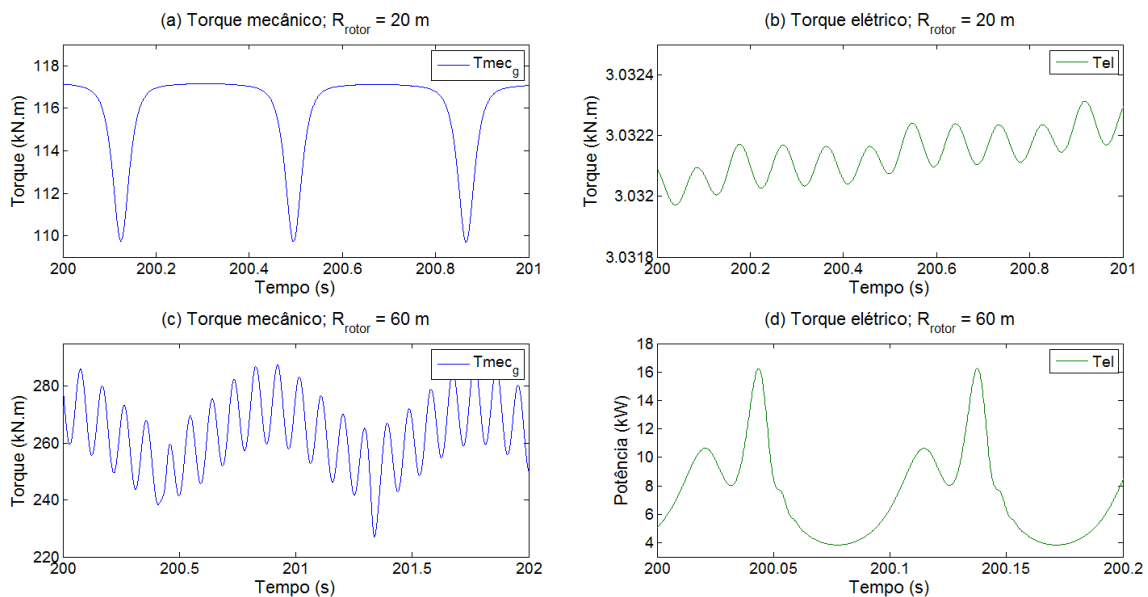 (a) Torque mecânico; R_rotor = 20 m
118
116
114
112
110
Torque (kN.m)
Tmec_g
200
200.2
200.4
200.6
200.8
201
Tempo (s)
(b) Torque elétrico; R_rotor = 20 m
3.0324
3.0322
3.032
3.0318
Torque (kN.m)
Tel
200
200.2
200.4
200.6
200.8
201
Tempo (s)
(c) Torque mecânico; R_rotor = 60 m
280
260
240
220
Torque (kN.m)
Tmec_g
200
200.5
201
201.5
202
Tempo (s)
(d) Torque elétrico; R_rotor = 60 m
18
16
14
12
10
8
6
4
Potência (kW)
Tel
200
200.05
200.1
200.15
200.2
Tempo (s)